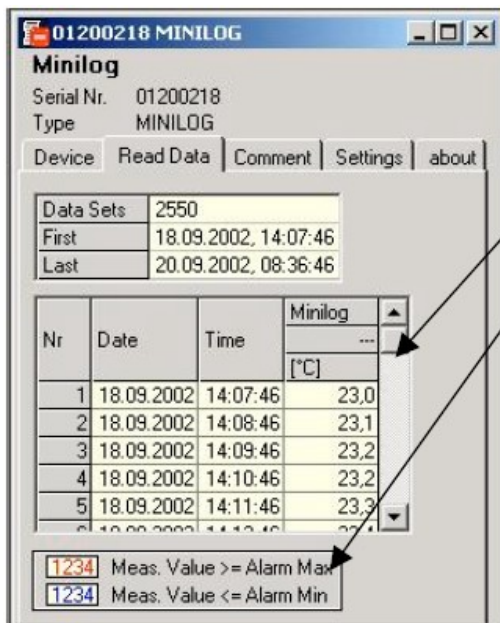 01200218 MINILOG
Minilog
Serial Nr. 01200218
Type MINILOG
Device Read Data Comment Settings about
Data Sets 2550
First 18.09.2002, 14:07:46
Last 20.09.2002, 08:36:46
Minilog
---
Nr Date Time [°C]
1 18.09.2002 14:07:46 23,0
2 18.09.2002 14:08:46 23,1
3 18.09.2002 14:09:46 23,2
4 18.09.2002 14:10:46 23,2
5 18.09.2002 14:11:46 23,3
1234 Meas. Value >= Alarm Max
1234 Meas. Value <= Alarm Min